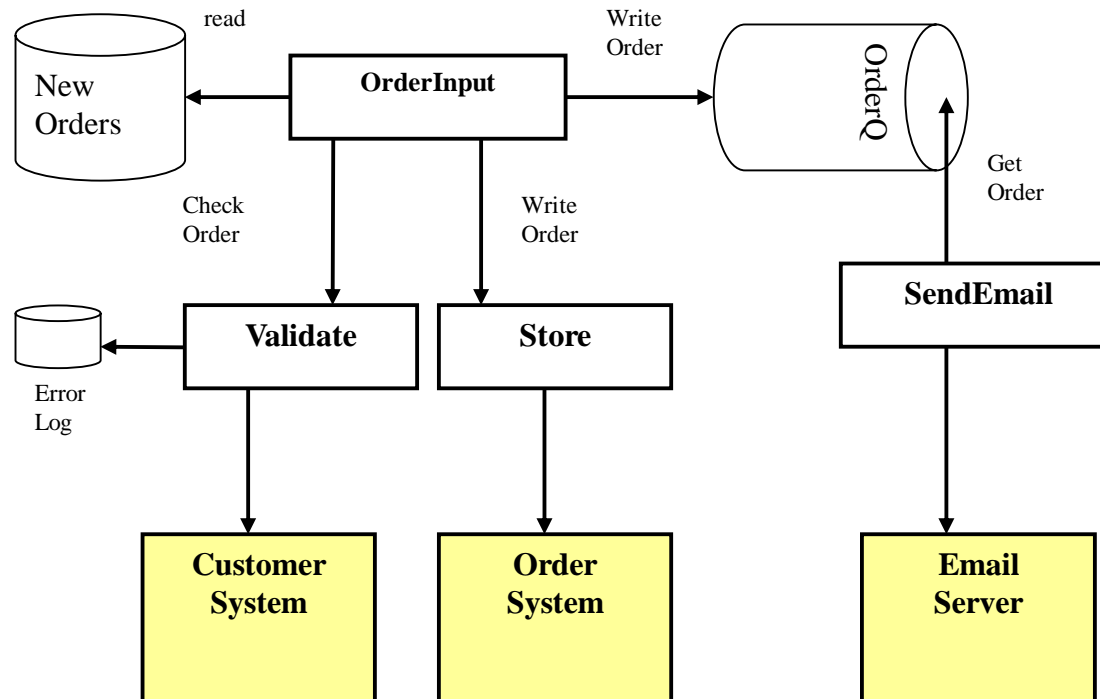 read
Write
Order
New
Orders
OrderInput
OrderQ
Get
Order
Check
Order
Write
Order
SendEmail
Validate
Store
Error
Log
Customer
System
Order
System
Email
Server